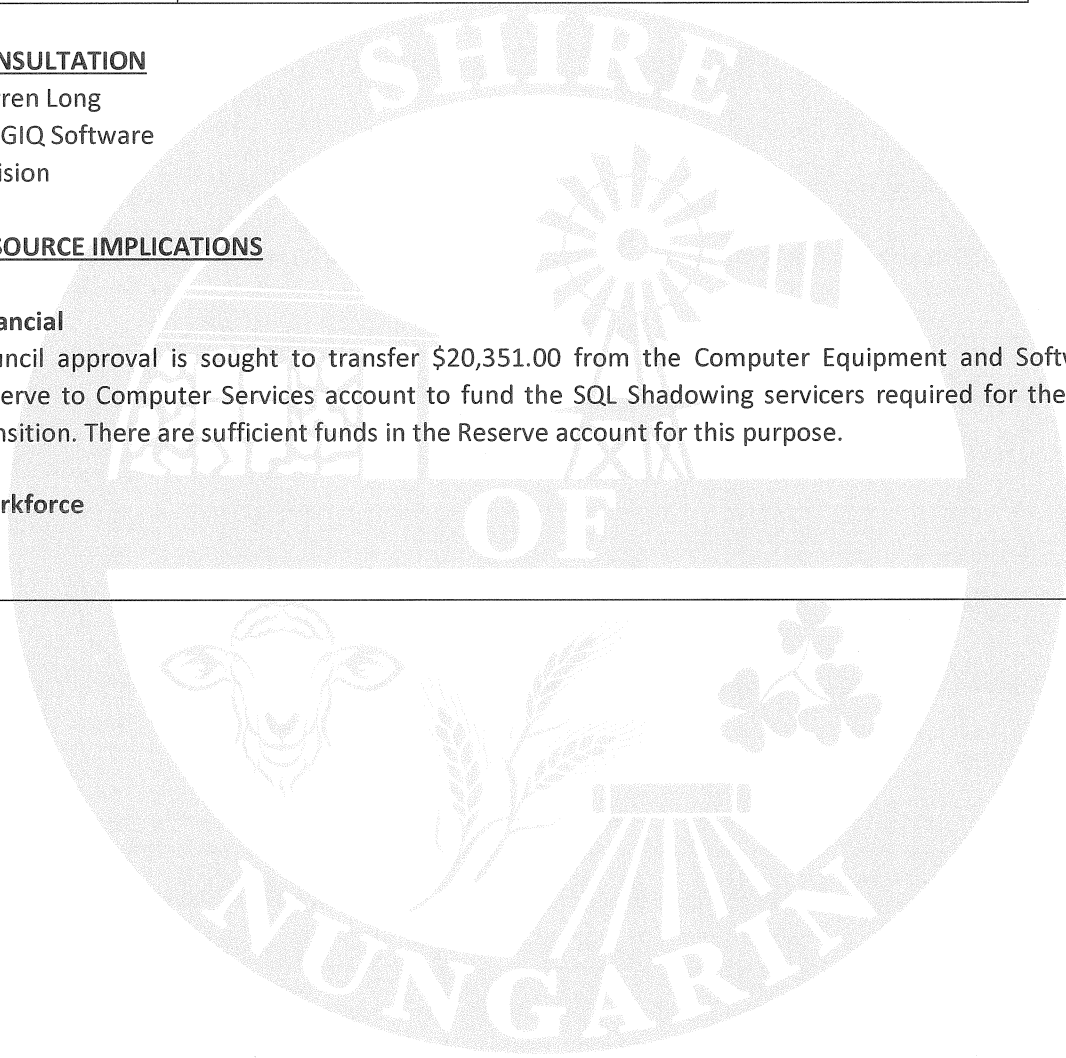 NSULTATION
rren Long
GIQ Software
ision
SOURCE IMPLICATIONS
ancial
uncil approval is sought to transfer $20,351.00 from the Computer Equipment and Softw
erve to Computer Services account to fund the SQL Shadowing servicers required for the
nsition. There are sufficient funds in the Reserve account for this purpose.
rkforce
SHIRE
OF
NUNGARIN